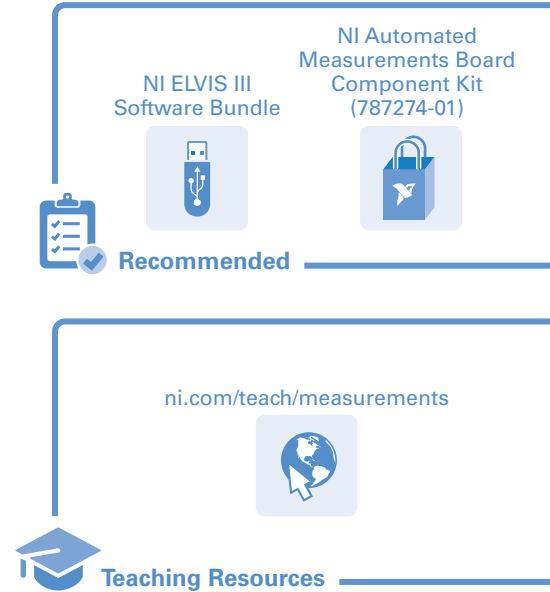 NI ELVIS III
Software Bundle
NI Automated
Measurements Board
Component Kit
(787274-01)
Recommended
ni.com/teach/measurements
Teaching Resources